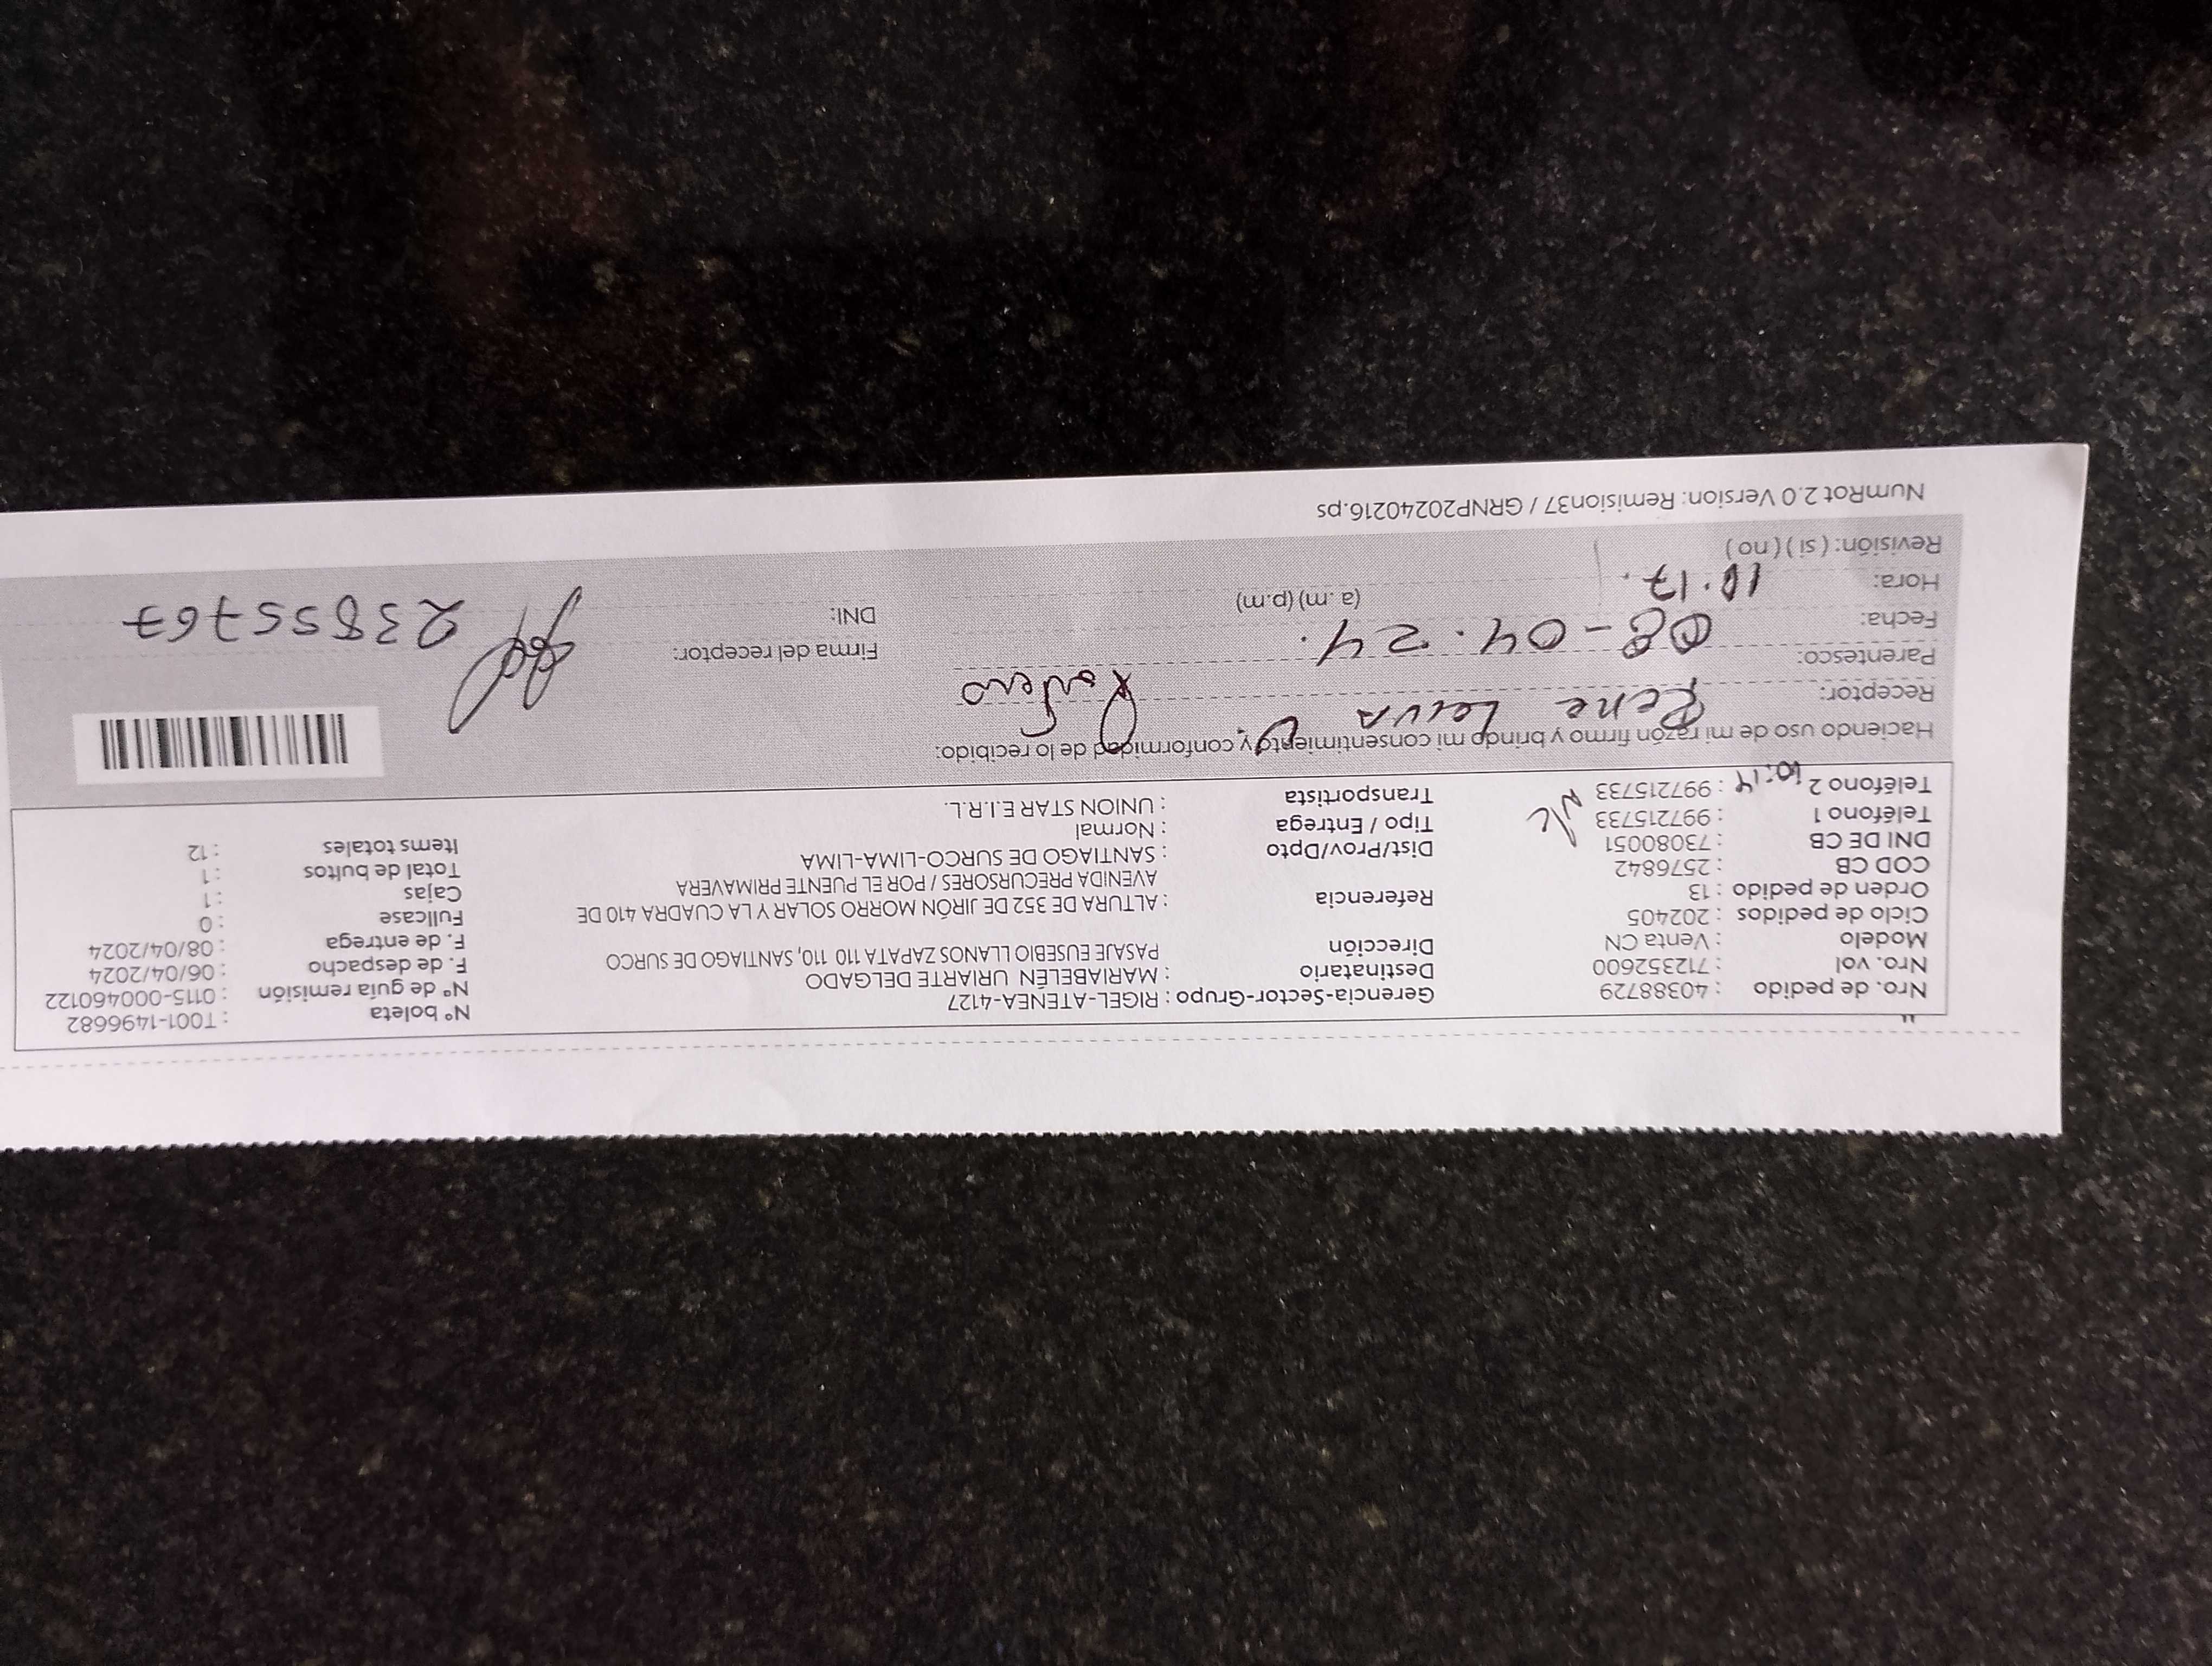 Nro. de pedido : 40388729
Nro. vol : 712352600
Modelo : Venta CN
Ciclo de pedidos : 202405
Orden de pedido : 13
COD CB : 2576842
DNI DE CB : 73080051
Teléfono 1 : 997215733
Teléfono 2 : 997215733
10:14
N/C
Gerencia-Sector-Grupo : RIGEL-ATENEA-4127
Destinatario : MARIABELÉN URIARTE DELGADO
Dirección PASAJE EUSEBIO LLANOS ZAPATA 110 110, SANTIAGO DE SURCO
Referencia : ALTURA DE 352 DE JIRÓN MORRO SOLAR Y LA CUADRA 410 DE
AVENIDA PRECURSORES / POR EL PUENTE PRIMAVERA
Dist/Prov/Dpto : SANTIAGO DE SURCO-LIMA-LIMA
Tipo / Entrega : Normal
Transportista : UNION STAR E.I.R.L.
N° boleta : T001-1496682
N° de guía remisión : 0115-000460122
F. de despacho : 06/04/2024
F. de entrega : 08/04/2024
Fullcase : 0
Cajas : 1
Total de bultos : 1
Items totales : 12
Haciendo uso de mi razón firmo y brindo mi consentimiento y conformidad de lo recibido:
Receptor: Rene Leiva
Parentesco: Portero
Fecha: 08-04.24.
Hora: 10.17. (a.m) (p.m)
Revisión: ( si ) ( no )
Firma del receptor:
DNI: 23855767
NumRot 2.0 Version: Remision37 / GRNP20240216.ps